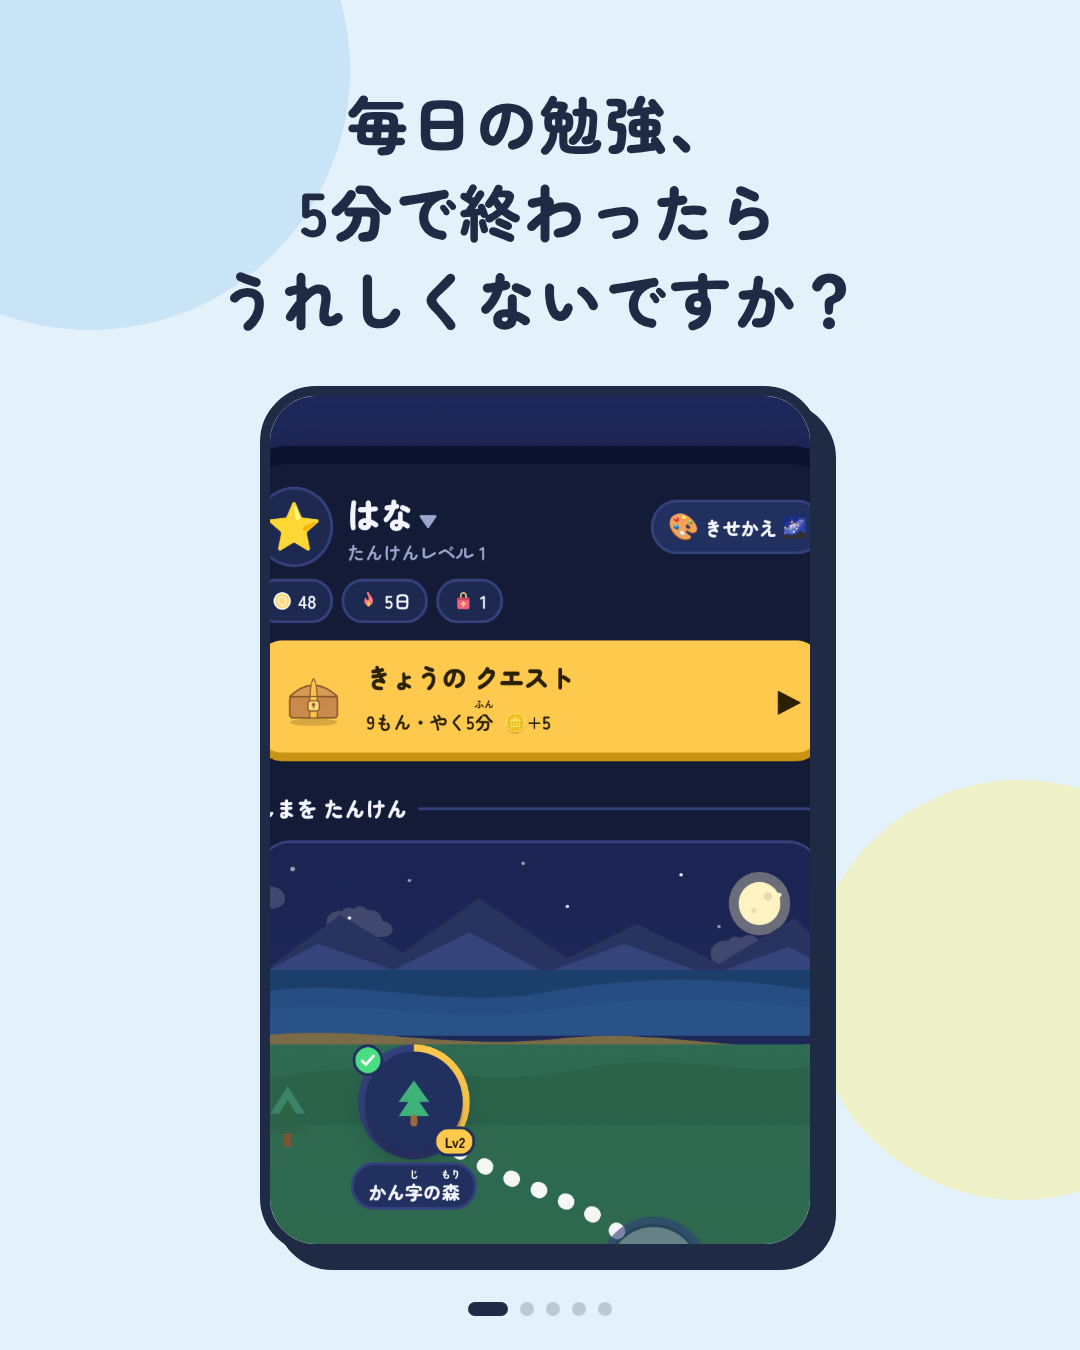 毎日の勉強、
5分で終わったら
うれしくないですか？
はな
たんけんレベル 1
きせかえ
48
5日
1
きょうの クエスト
9もん・やく5分 +5
ふん
まを たんけん
Lv2
かん字の森
じ もり